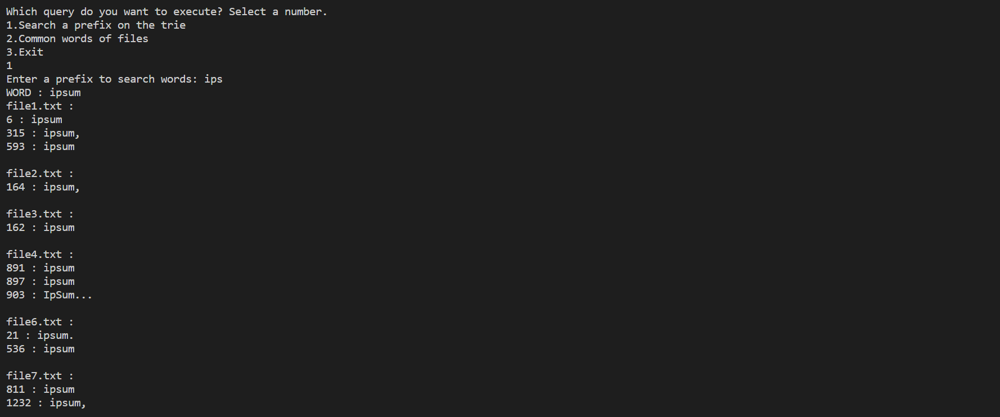 Which query do you want to execute? Select a number.
1.Search a prefix on the trie
2.Common words of files
3.Exit
1
Enter a prefix to search words: ips
WORD : ipsum
file1.txt :
6 : ipsum
315 : ipsum,
593 : ipsum

file2.txt :
164 : ipsum,

file3.txt :
162 : ipsum

file4.txt :
891 : ipsum
897 : ipsum
903 : IpSum...

file6.txt :
21 : ipsum.
536 : ipsum

file7.txt :
811 : ipsum
1232 : ipsum,